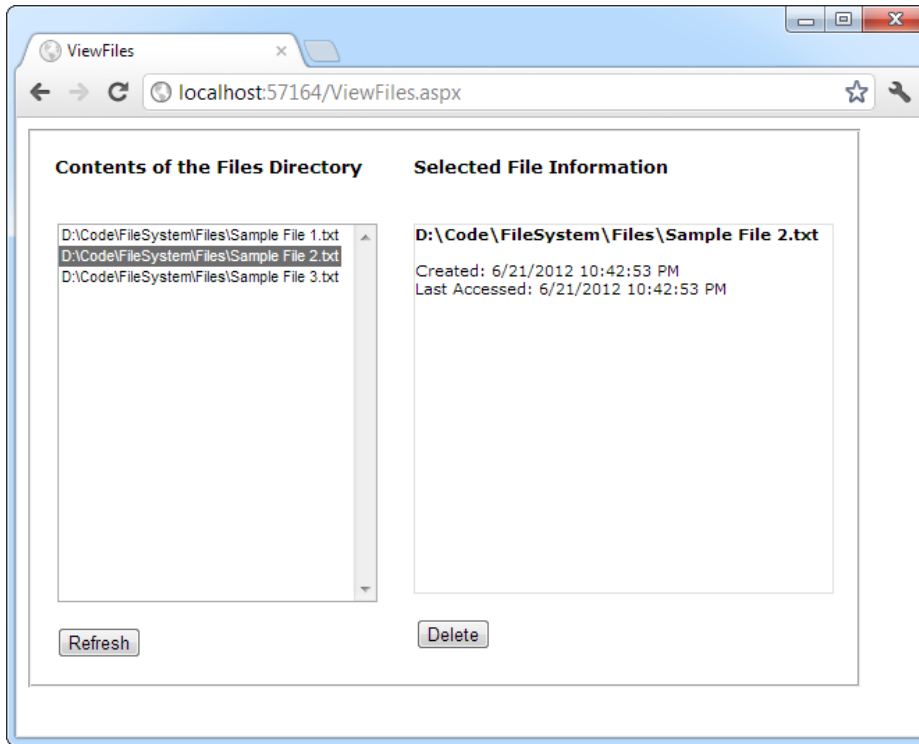 ViewFiles
localhost:57164/ViewFiles.aspx
Contents of the Files Directory
D:\Code\FileSystem\Files\Sample File 1.txt
D:\Code\FileSystem\Files\Sample File 2.txt
D:\Code\FileSystem\Files\Sample File 3.txt
Refresh
Selected File Information
D:\Code\FileSystem\Files\Sample File 2.txt
Created: 6/21/2012 10:42:53 PM
Last Accessed: 6/21/2012 10:42:53 PM
Delete